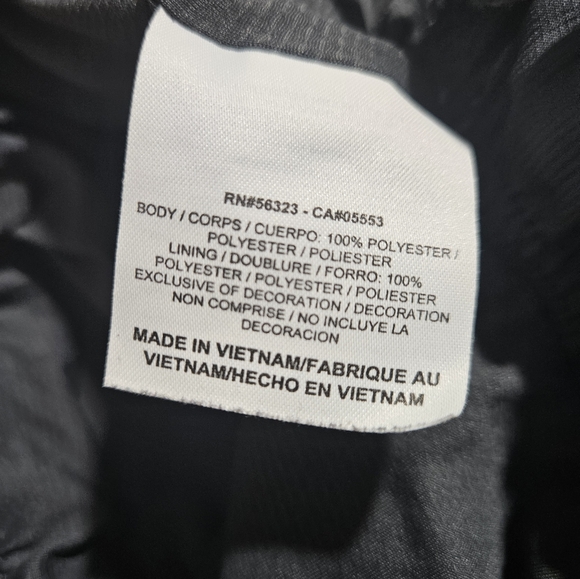 RN#56323 - CA#05553
BODY / CORPS / CUERPO: 100% POLYESTER /
POLYESTER / POLIESTER
LINING / DOUBLURE / FORRO: 100%
POLYESTER / POLYESTER / POLIESTER
EXCLUSIVE OF DECORATION / DECORATION
NON COMPRISE / NO INCLUYE LA
DECORACION
MADE IN VIETNAM/FABRIQUE AU
VIETNAM/HECHO EN VIETNAM